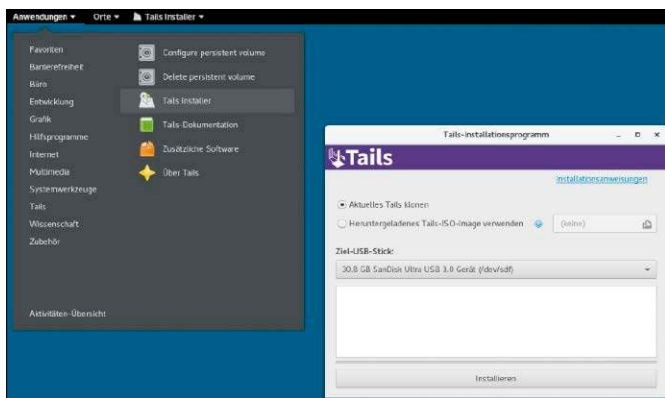 Anwendungen ▾ Orte ▾ Tails Installer ▾
Favoriten
Barrierefreiheit
Büro
Entwicklung
Grafik
Hilfsprogramme
Internet
Multimedia
Systemwerkzeuge
Tails
Wissenschaft
Zubehör
Aktivitäten-Übersicht
Configure persistent volume
Delete persistent volume
Tails Installer
Tails-Dokumentation
Zusätzliche Software
Über Tails
Tails-Installationsprogramm
Tails
Installationsanweisungen
Aktuelles Tails klonen
Heruntergeladenes Tails-ISO-Image verwenden (keine)
Ziel-USB-Stick:
30,8 GB SanDisk Ultra USB 3.0 Gerät (/dev/sdf)
Installieren